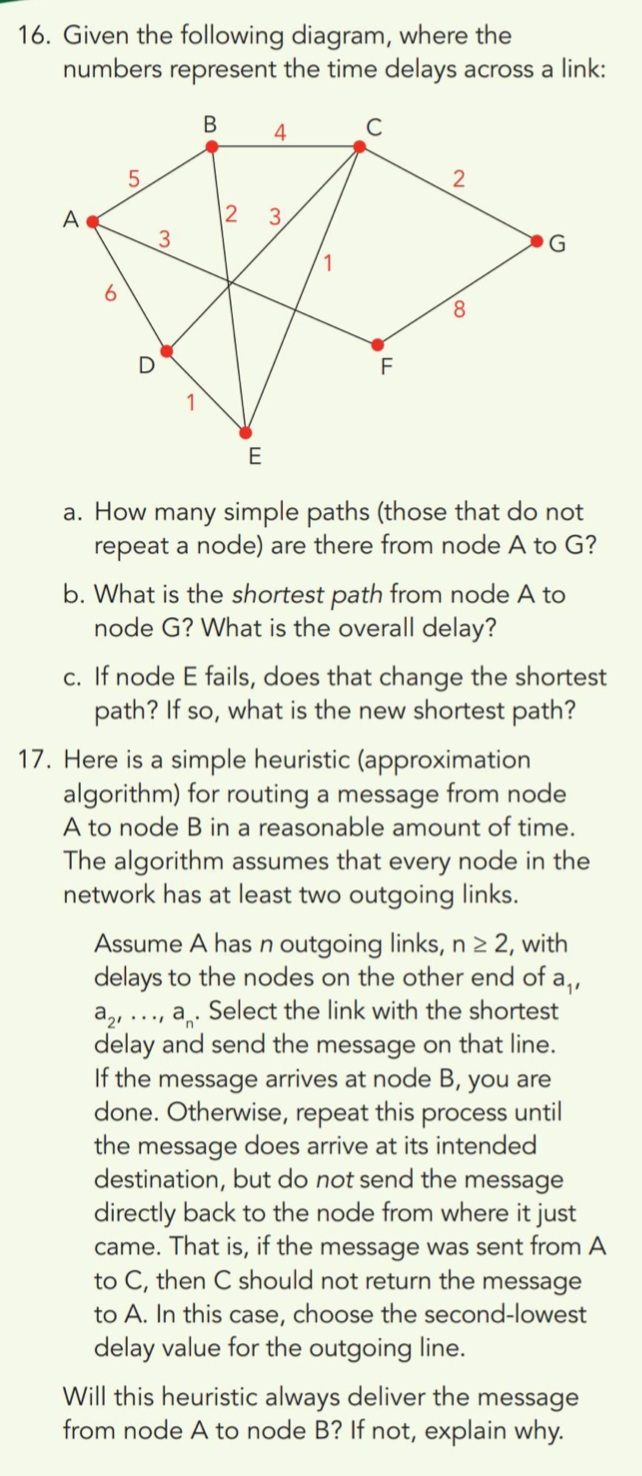 16. Given the following diagram, where the
numbers represent the time delays across a link:
B 4 C
5 2
A 2 3 G
3
1
6 8
D F
1
E
a. How many simple paths (those that do not
repeat a node) are there from node A to G?
b. What is the shortest path from node A to
node G? What is the overall delay?
c. If node E fails, does that change the shortest
path? If so, what is the new shortest path?
17. Here is a simple heuristic (approximation
algorithm) for routing a message from node
A to node B in a reasonable amount of time.
The algorithm assumes that every node in the
network has at least two outgoing links.
Assume A has n outgoing links, n ≥ 2, with
delays to the nodes on the other end of a₁,
a₂, . . ., aₙ. Select the link with the shortest
delay and send the message on that line.
If the message arrives at node B, you are
done. Otherwise, repeat this process until
the message does arrive at its intended
destination, but do not send the message
directly back to the node from where it just
came. That is, if the message was sent from A
to C, then C should not return the message
to A. In this case, choose the second-lowest
delay value for the outgoing line.
Will this heuristic always deliver the message
from node A to node B? If not, explain why.